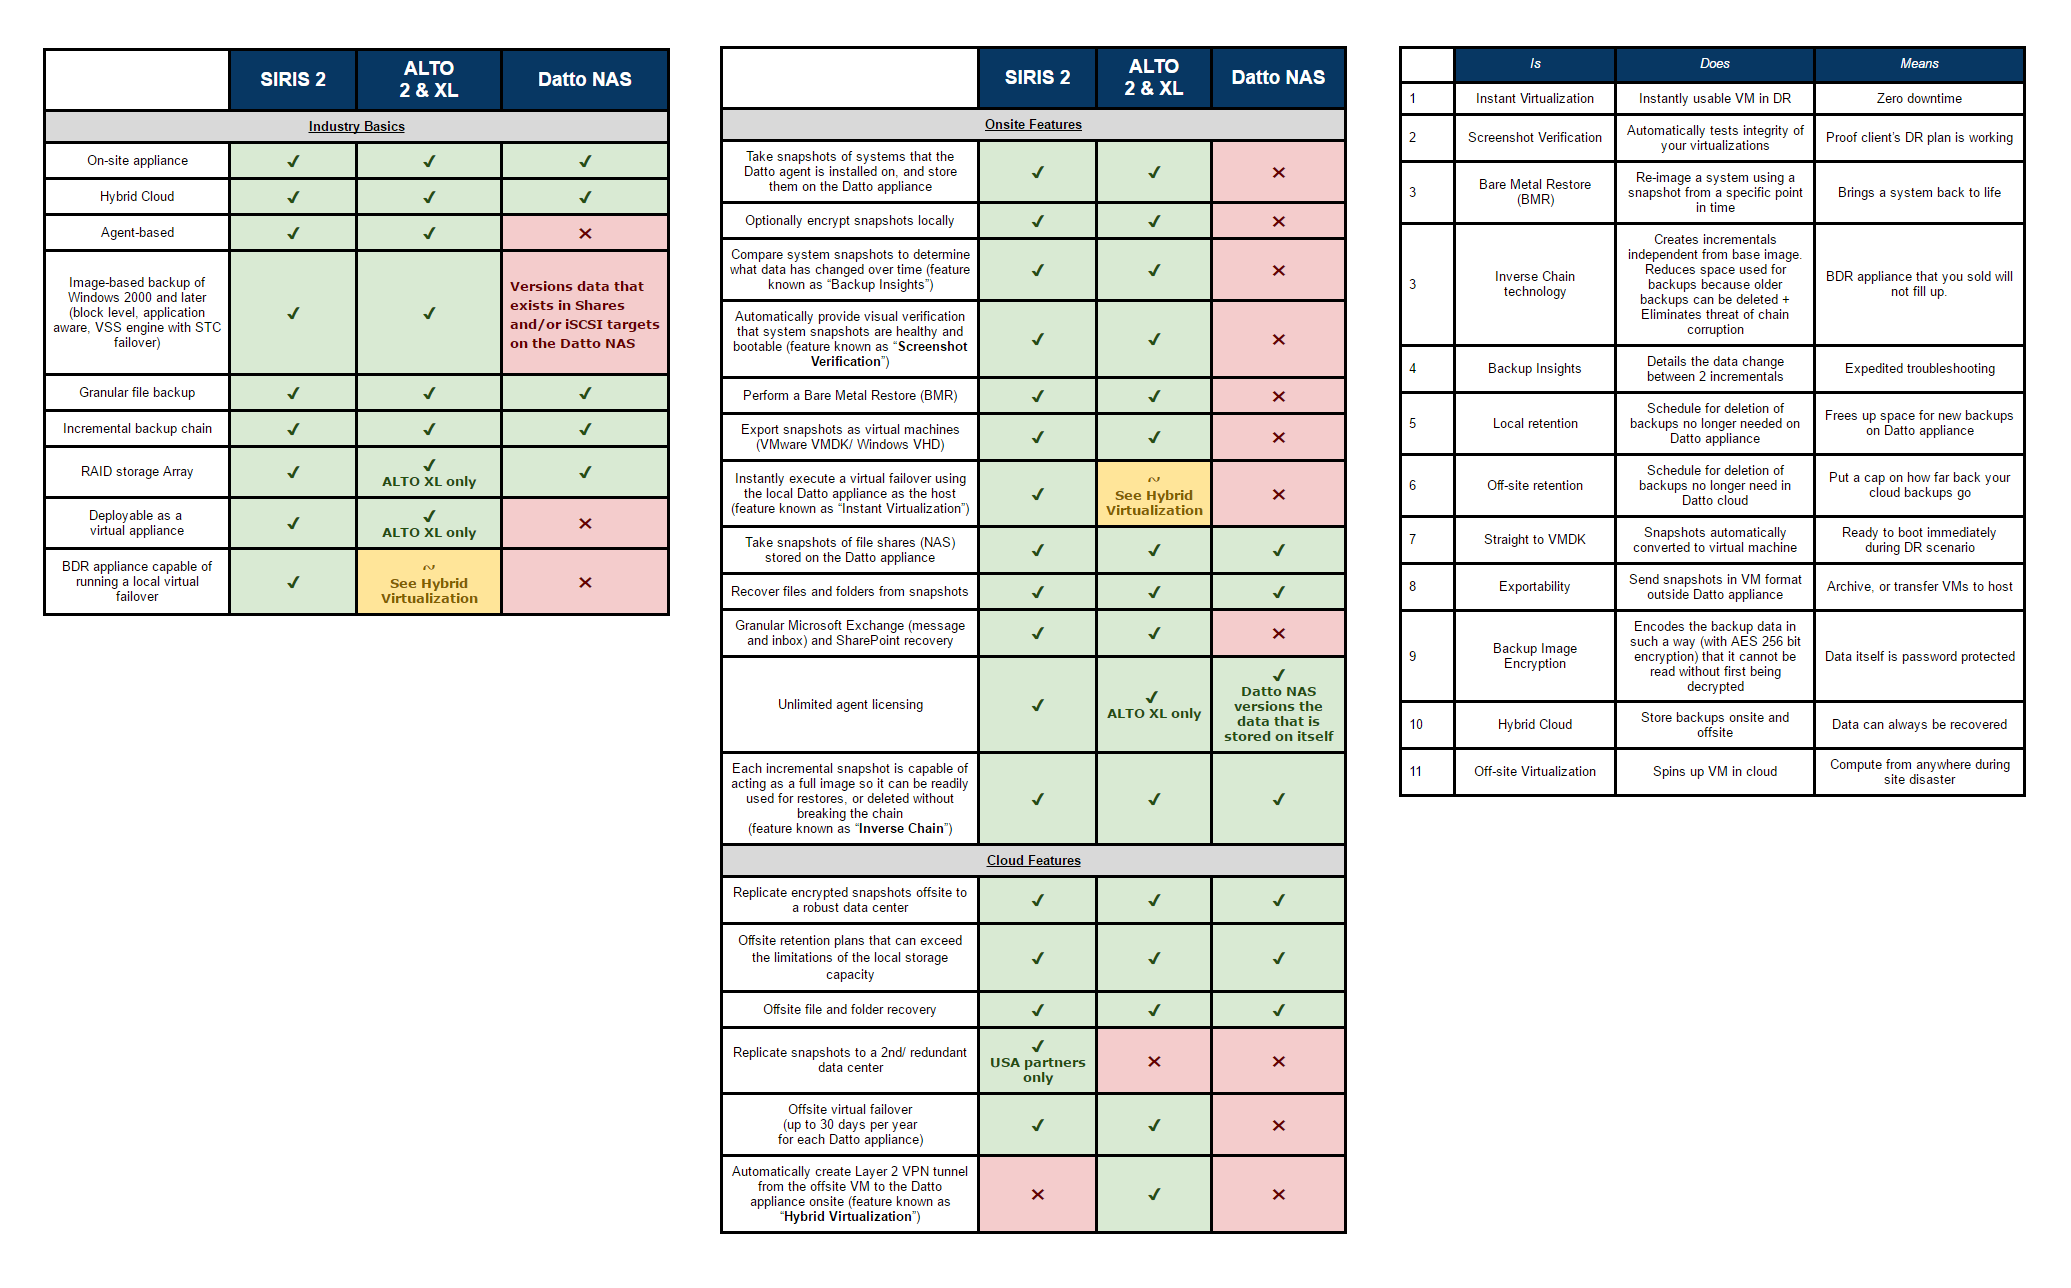 SIRIS 2
ALTO
2 & XL
Datto NAS
Industry Basics
On-site appliance
✔ ✔ ✔
Hybrid Cloud
✔ ✔ ✔
Agent-based
✔ ✔ ✕
Image-based backup of
Windows 2000 and later
(block level, application
aware, VSS engine with STC
failover)
✔ ✔
Versions data that
exists in Shares
and/or iSCSI targets
on the Datto NAS
Granular file backup
✔ ✔ ✔
Incremental backup chain
✔ ✔ ✔
RAID storage Array
✔
✔
ALTO XL only
✔
Deployable as a
virtual appliance
✔
✔
ALTO XL only
✕
BDR appliance capable of
running a local virtual
failover
✔
~
See Hybrid
Virtualization
✕
SIRIS 2
ALTO
2 & XL
Datto NAS
Onsite Features
Take snapshots of systems that the
Datto agent is installed on, and store
them on the Datto appliance
✔ ✔ ✕
Optionally encrypt snapshots locally
✔ ✔ ✕
Compare system snapshots to determine
what data has changed over time (feature
known as “Backup Insights”)
✔ ✔ ✕
Automatically provide visual verification
that system snapshots are healthy and
bootable (feature known as “Screenshot
Verification”)
✔ ✔ ✕
Perform a Bare Metal Restore (BMR)
✔ ✔ ✕
Export snapshots as virtual machines
(VMware VMDK/ Windows VHD)
✔ ✔ ✕
Instantly execute a virtual failover using
the local Datto appliance as the host
(feature known as “Instant Virtualization”)
✔
~
See Hybrid
Virtualization
✕
Take snapshots of file shares (NAS)
stored on the Datto appliance
✔ ✔ ✔
Recover files and folders from snapshots
✔ ✔ ✔
Granular Microsoft Exchange (message
and inbox) and SharePoint recovery
✔ ✔ ✕
Unlimited agent licensing
✔
✔
ALTO XL only
✔
Datto NAS
versions the
data that is
stored on itself
Each incremental snapshot is capable of
acting as a full image so it can be readily
used for restores, or deleted without
breaking the chain
(feature known as “Inverse Chain”)
✔ ✔ ✔
Cloud Features
Replicate encrypted snapshots offsite to
a robust data center
✔ ✔ ✔
Offsite retention plans that can exceed
the limitations of the local storage
capacity
✔ ✔ ✔
Offsite file and folder recovery
✔ ✔ ✔
Replicate snapshots to a 2nd/ redundant
data center
✔
USA partners
only
✕ ✕
Offsite virtual failover
(up to 30 days per year
for each Datto appliance)
✔ ✔ ✕
Automatically create Layer 2 VPN tunnel
from the offsite VM to the Datto
appliance onsite (feature known as
“Hybrid Virtualization”)
✕ ✔ ✕
Is
Does
Means
1
Instant Virtualization
Instantly usable VM in DR
Zero downtime
2
Screenshot Verification
Automatically tests integrity of
your virtualizations
Proof client’s DR plan is working
3
Bare Metal Restore
(BMR)
Re-image a system using a
snapshot from a specific point
in time
Brings a system back to life
3
Inverse Chain
technology
Creates incrementals
independent from base image.
Reduces space used for
backups because older
backups can be deleted +
Eliminates threat of chain
corruption
BDR appliance that you sold will
not fill up.
4
Backup Insights
Details the data change
between 2 incrementals
Expedited troubleshooting
5
Local retention
Schedule for deletion of
backups no longer needed on
Datto appliance
Frees up space for new backups
on Datto appliance
6
Off-site retention
Schedule for deletion of
backups no longer need in
Datto cloud
Put a cap on how far back your
cloud backups go
7
Straight to VMDK
Snapshots automatically
converted to virtual machine
Ready to boot immediately
during DR scenario
8
Exportability
Send snapshots in VM format
outside Datto appliance
Archive, or transfer VMs to host
9
Backup Image
Encryption
Encodes the backup data in
such a way (with AES 256 bit
encryption) that it cannot be
read without first being
decrypted
Data itself is password protected
10
Hybrid Cloud
Store backups onsite and
offsite
Data can always be recovered
11
Off-site Virtualization
Spins up VM in cloud
Compute from anywhere during
site disaster